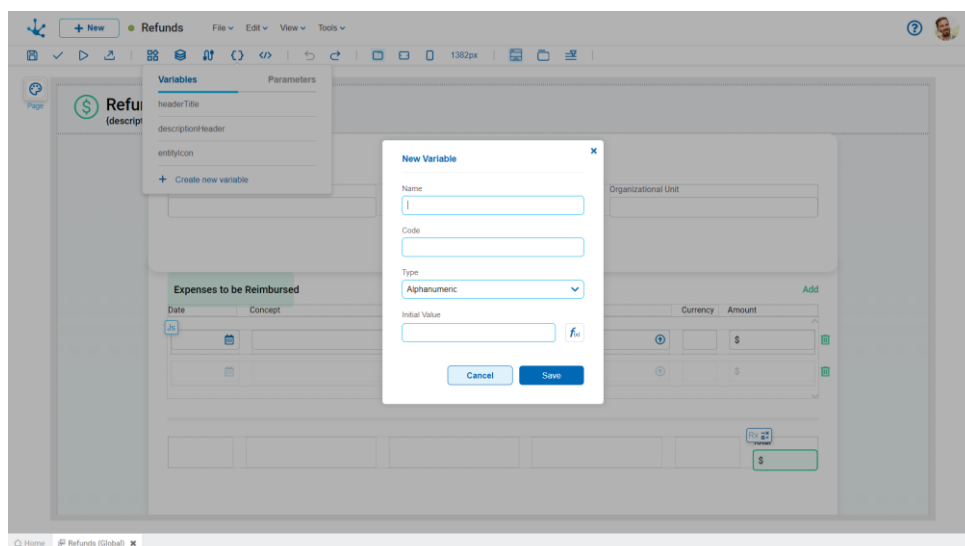 + New
Refunds
File
Edit
View
Tools
?
1382px
Variables
Parameters
Page
headerTitle
Refu
$
(descript
descriptionHeader
entityIcon
+ Create new variable
New Variable
Name
Organizational Unit
Code
Type
Alphanumeric
Initial Value
f(x)
Cancel
Save
Expenses to be Reimbursed
Add
Date
Concept
Currency
Amount
Js
$
$
Rx
$
Home
Refunds (Global)